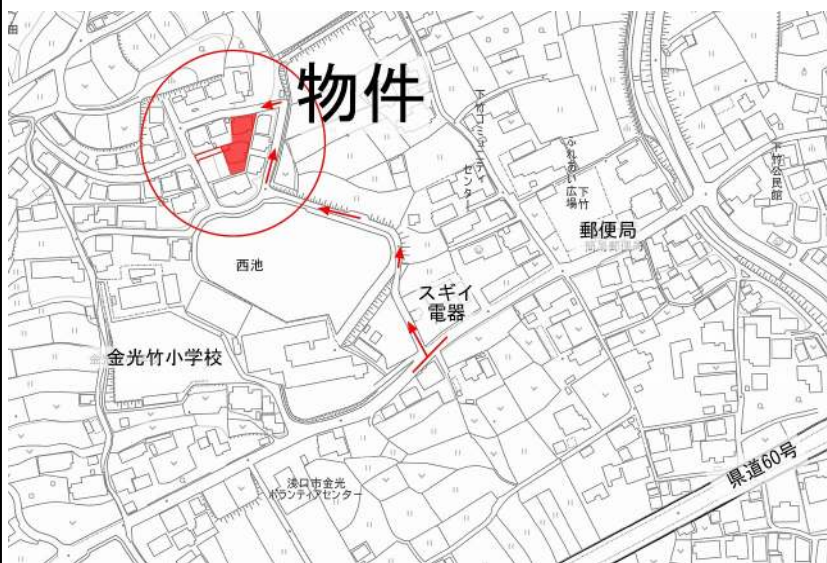 田
物件
下竹コミュニティ
センター
ふれあい広場
下竹
下竹公民館
郵便局
西池
スギイ
電器
金光竹小学校
県道60号
浅口市金光
ボランティアセンター